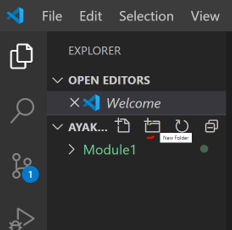 File Edit Selection View
EXPLORER
OPEN EDITORS
Welcome
AYAK...
New Folder
Module1
1